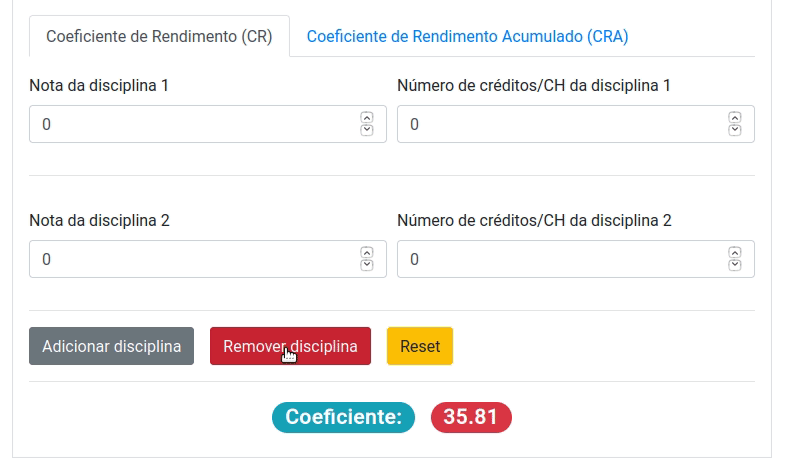 Coeficiente de Rendimento (CR) Coeficiente de Rendimento Acumulado (CRA)
Nota da disciplina 1 Número de créditos/CH da disciplina 1
0 0
Nota da disciplina 2 Número de créditos/CH da disciplina 2
0 0
Adicionar disciplina Remover disciplina Reset
Coeficiente: 35.81